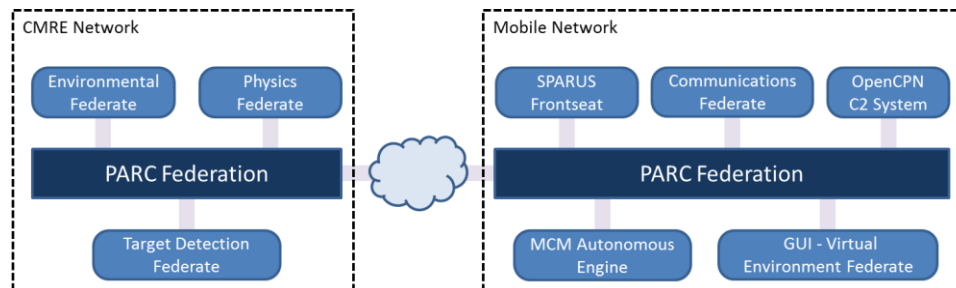 CMRE Network
Environmental
Federate
Physics
Federate
PARC Federation
Target Detection
Federate
Mobile Network
SPARUS
Frontseat
Communications
Federate
OpenCPN
C2 System
PARC Federation
MCM Autonomous
Engine
GUI - Virtual
Environment Federate